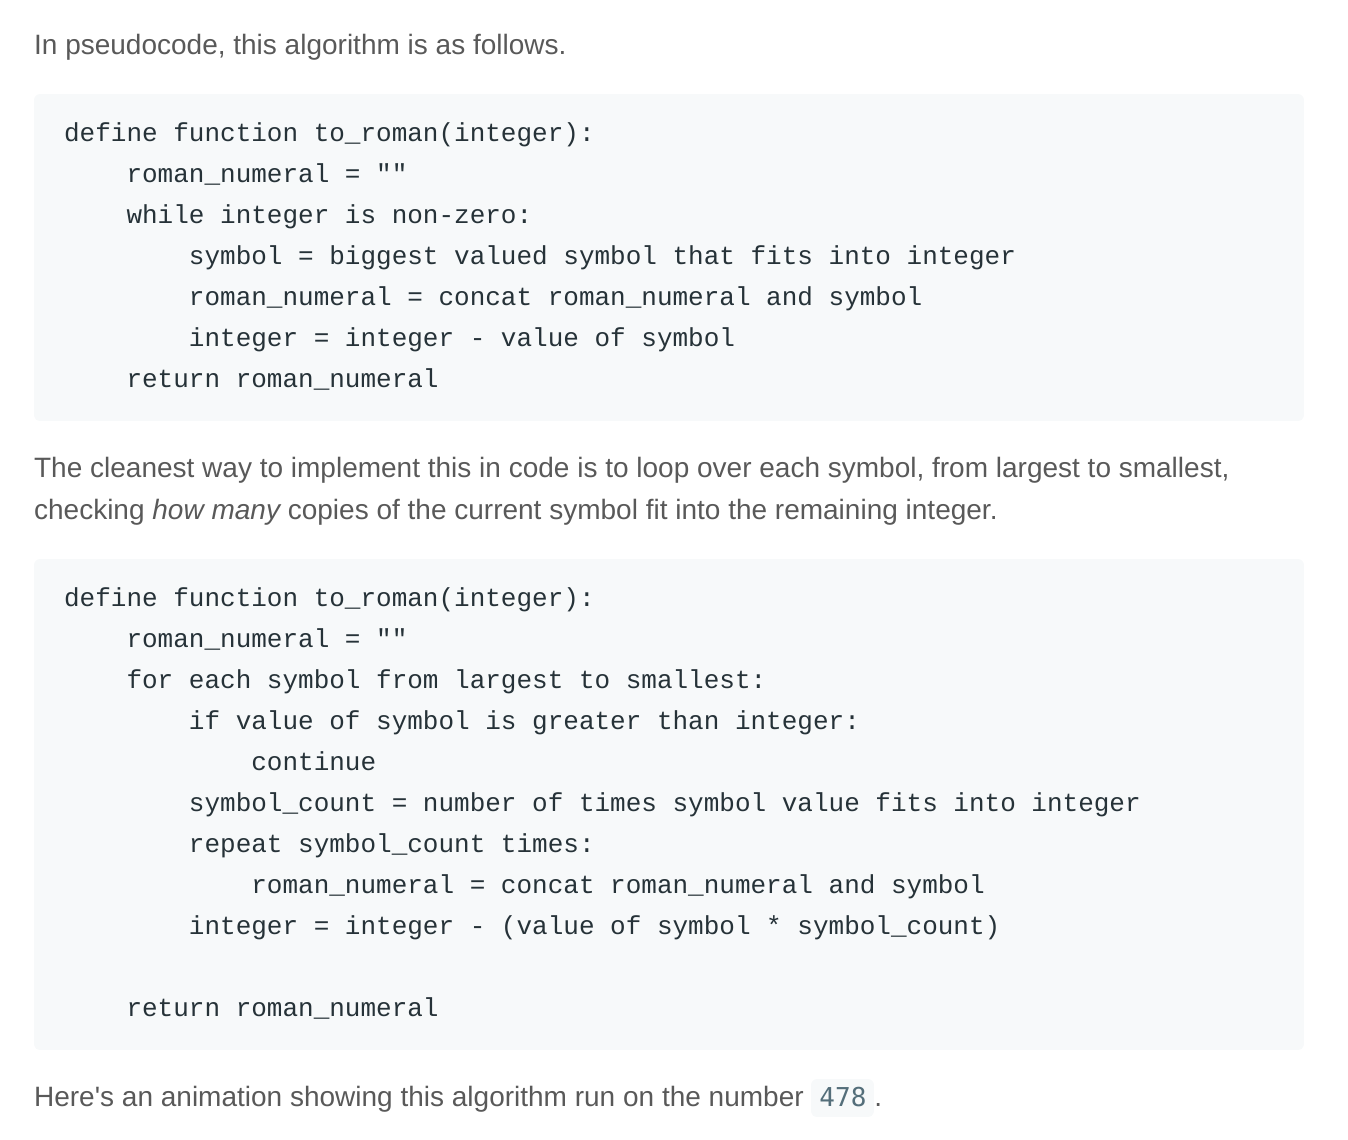 In pseudocode, this algorithm is as follows.
define function to_roman(integer):
    roman_numeral = ""
    while integer is non-zero:
        symbol = biggest valued symbol that fits into integer
        roman_numeral = concat roman_numeral and symbol
        integer = integer - value of symbol
    return roman_numeral
The cleanest way to implement this in code is to loop over each symbol, from largest to smallest,
checking how many copies of the current symbol fit into the remaining integer.
define function to_roman(integer):
    roman_numeral = ""
    for each symbol from largest to smallest:
        if value of symbol is greater than integer:
            continue
        symbol_count = number of times symbol value fits into integer
        repeat symbol_count times:
            roman_numeral = concat roman_numeral and symbol
        integer = integer - (value of symbol * symbol_count)
    return roman_numeral
Here's an animation showing this algorithm run on the number 478.